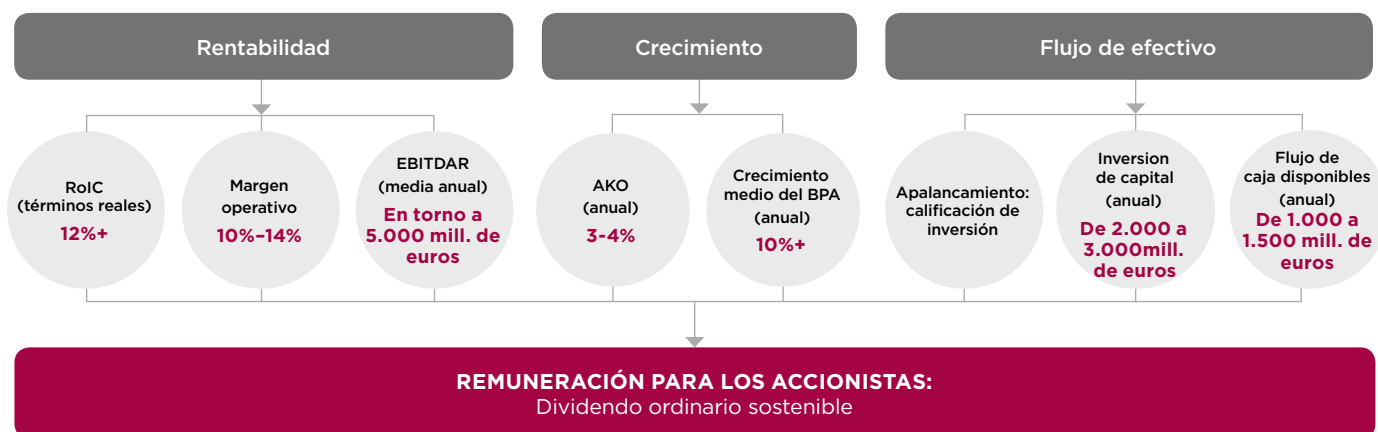 Rentabilidad
RoIC
(términos reales)
12%+
Margen
operativo
10%–14%
EBITDAR
(media anual)
En torno a
5.000 mill. de
euros
Crecimiento
AKO
(anual)
3-4%
Crecimiento
medio del BPA
(anual)
10%+
Flujo de efectivo
Apalancamiento:
calificación de
inversión
Inversion
de capital
(anual)
De 2.000 a
3.000mill.
de euros
Flujo de
caja disponibles
(anual)
De 1.000 a
1.500 mill. de
euros
REMUNERACIÓN PARA LOS ACCIONISTAS:
Dividendo ordinario sostenible